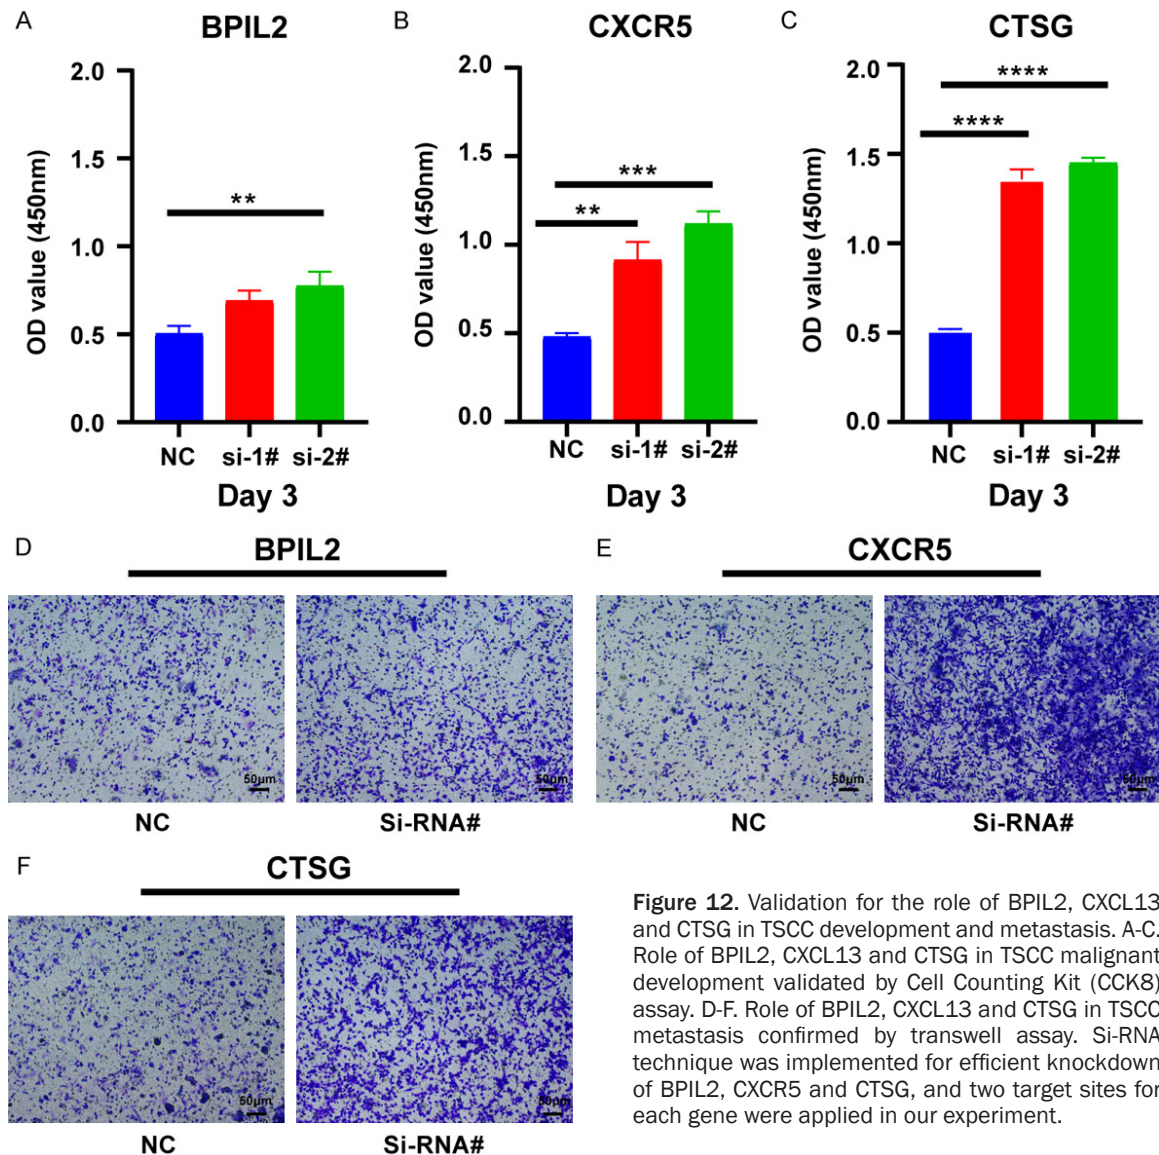 A
BPIL2
2.0
1.5
1.0
0.5
0.0
OD value (450nm)
**
NC
si-1#
si-2#
Day 3
B
CXCR5
2.0
1.5
1.0
0.5
0.0
OD value (450nm)
***
**
NC
si-1#
si-2#
Day 3
C
CTSG
2.0
1.5
1.0
0.5
0.0
OD value (450nm)
****
****
NC
si-1#
si-2#
Day 3
D
BPIL2
50μm
50μm
NC
Si-RNA#
E
CXCR5
50μm
50μm
NC
Si-RNA#
F
CTSG
50μm
50μm
NC
Si-RNA#
Figure 12. Validation for the role of BPIL2, CXCL13
and CTSG in TSCC development and metastasis. A-C.
Role of BPIL2, CXCL13 and CTSG in TSCC malignant
development validated by Cell Counting Kit (CCK8)
assay. D-F. Role of BPIL2, CXCL13 and CTSG in TSCC
metastasis confirmed by transwell assay. Si-RNA
technique was implemented for efficient knockdown
of BPIL2, CXCR5 and CTSG, and two target sites for
each gene were applied in our experiment.